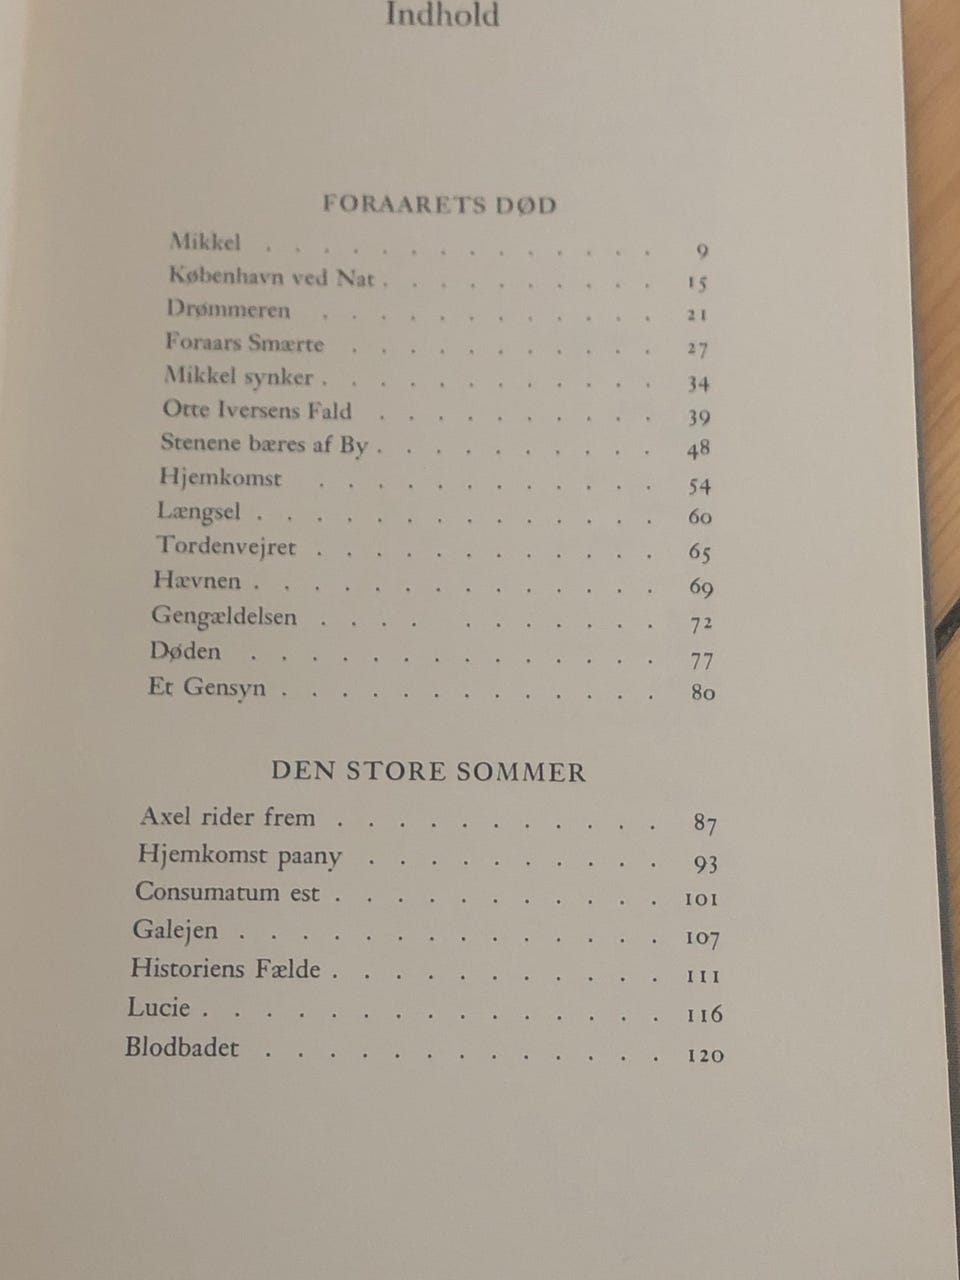 Indhold
FORAARETS DØD
Mikkel . . . . . . . . . . . . . . 9
København ved Nat . . . . . . . . . . 15
Drømmeren . . . . . . . . . . . . 21
Foraars Smærte . . . . . . . . . . . 27
Mikkel synker . . . . . . . . . . . . 34
Otte Iversens Fald . . . . . . . . . . 39
Stenene bæres af By . . . . . . . . . . 48
Hjemkomst . . . . . . . . . . . . 54
Længsel . . . . . . . . . . . . . . 60
Tordenvejret . . . . . . . . . . . . 65
Hævnen . . . . . . . . . . . . . . 69
Gengældelsen . . . . . . . . . . . 72
Døden . . . . . . . . . . . . . . 77
Et Gensyn . . . . . . . . . . . . . 80
DEN STORE SOMMER
Axel rider frem . . . . . . . . . . . 87
Hjemkomst paany . . . . . . . . . . 93
Consumatum est . . . . . . . . . . . 101
Galejen . . . . . . . . . . . . . . 107
Historiens Fælde . . . . . . . . . . . 111
Lucie . . . . . . . . . . . . . . . 116
Blodbadet . . . . . . . . . . . . . 120